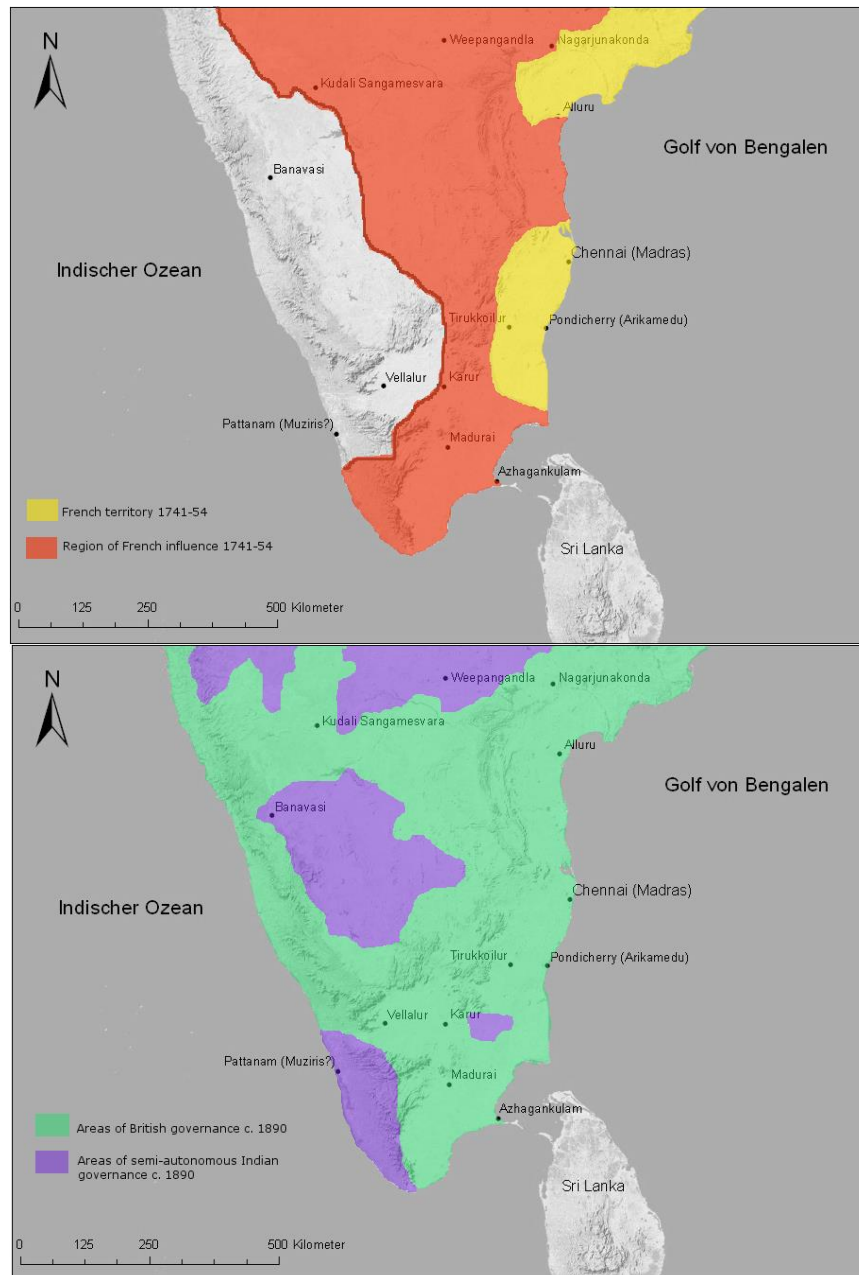 N
Weepangandla
Nagarjunakonda
Kudali Sangamesvara
Alluru
Golf von Bengalen
Banavasi
Chennai (Madras)
Indischer Ozean
Tirukkoilur
Pondicherry (Arikamedu)
Vellalur
Karur
Pattanam (Muziris?)
Madurai
Azhagankulam
French territory 1741-54
Region of French influence 1741-54
Sri Lanka
0 125 250 500 Kilometer
N
Weepangandla
Nagarjunakonda
Kudali Sangamesvara
Alluru
Golf von Bengalen
Banavasi
Chennai (Madras)
Indischer Ozean
Tirukkoilur
Pondicherry (Arikamedu)
Vellalur
Karur
Pattanam (Muziris?)
Madurai
Azhagankulam
Areas of British governance c. 1890
Areas of semi-autonomous Indian
governance c. 1890
Sri Lanka
0 125 250 500 Kilometer